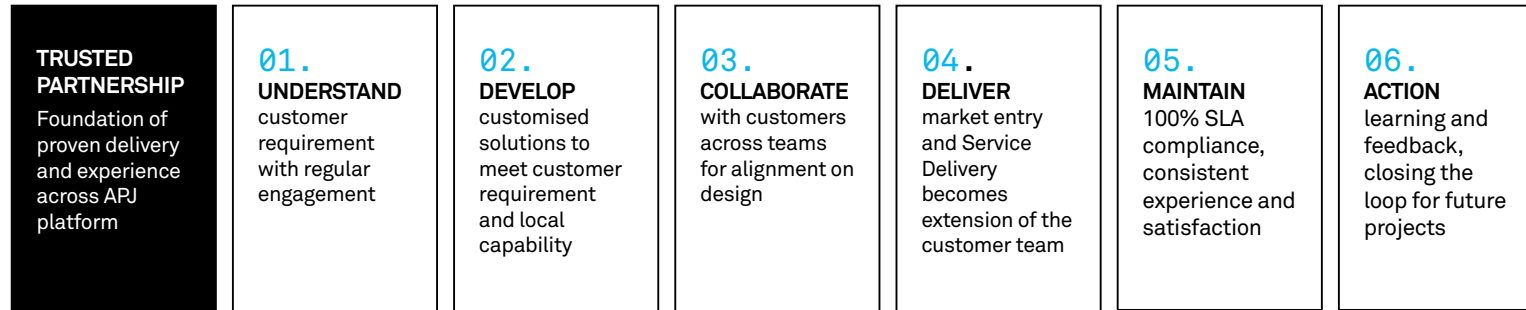 TRUSTED
PARTNERSHIP
Foundation of
proven delivery
and experience
across APJ
platform
01.
UNDERSTAND
customer
requirement
with regular
engagement
02.
DEVELOP
customised
solutions to
meet customer
requirement
and local
capability
03.
COLLABORATE
with customers
across teams
for alignment on
design
04.
DELIVER
market entry
and Service
Delivery
becomes
extension of the
customer team
05.
MAINTAIN
100% SLA
compliance,
consistent
experience and
satisfaction
06.
ACTION
learning and
feedback,
closing the
loop for future
projects